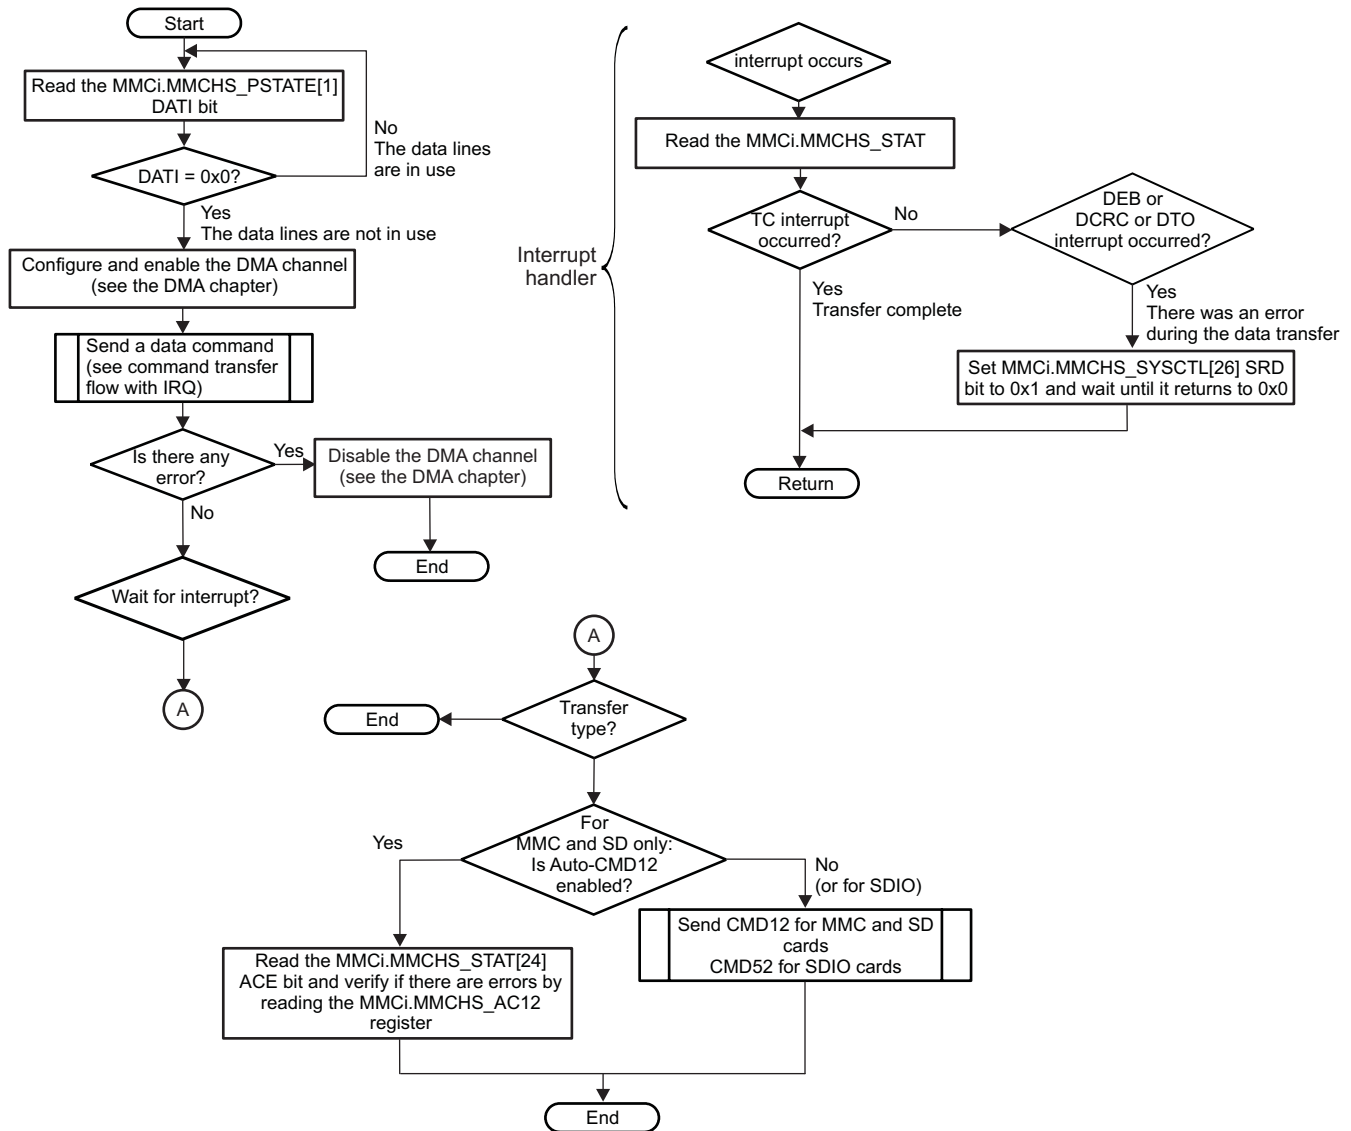 Start
Read the MMCi.MMCHS_PSTATE[1]
DATI bit
No
The data lines
are in use
DATI = 0x0?
Yes
The data lines are not in use
Configure and enable the DMA channel
(see the DMA chapter)
Send a data command
(see command transfer
flow with IRQ)
Is there any
error?
Yes
Disable the DMA channel
(see the DMA chapter)
No
End
Wait for interrupt?
A
Interrupt
handler
interrupt occurs
Read the MMCi.MMCHS_STAT
TC interrupt
occurred?
No
DEB or
DCRC or DTO
interrupt occurred?
Yes
Transfer complete
Yes
There was an error
during the data transfer
Set MMCi.MMCHS_SYSCTL[26] SRD
bit to 0x1 and wait until it returns to 0x0
Return
A
Transfer
type?
End
For
MMC and SD only:
Is Auto-CMD12
enabled?
Yes
No
(or for SDIO)
Send CMD12 for MMC and SD
cards
CMD52 for SDIO cards
Read the MMCi.MMCHS_STAT[24]
ACE bit and verify if there are errors by
reading the MMCi.MMCHS_AC12
register
End